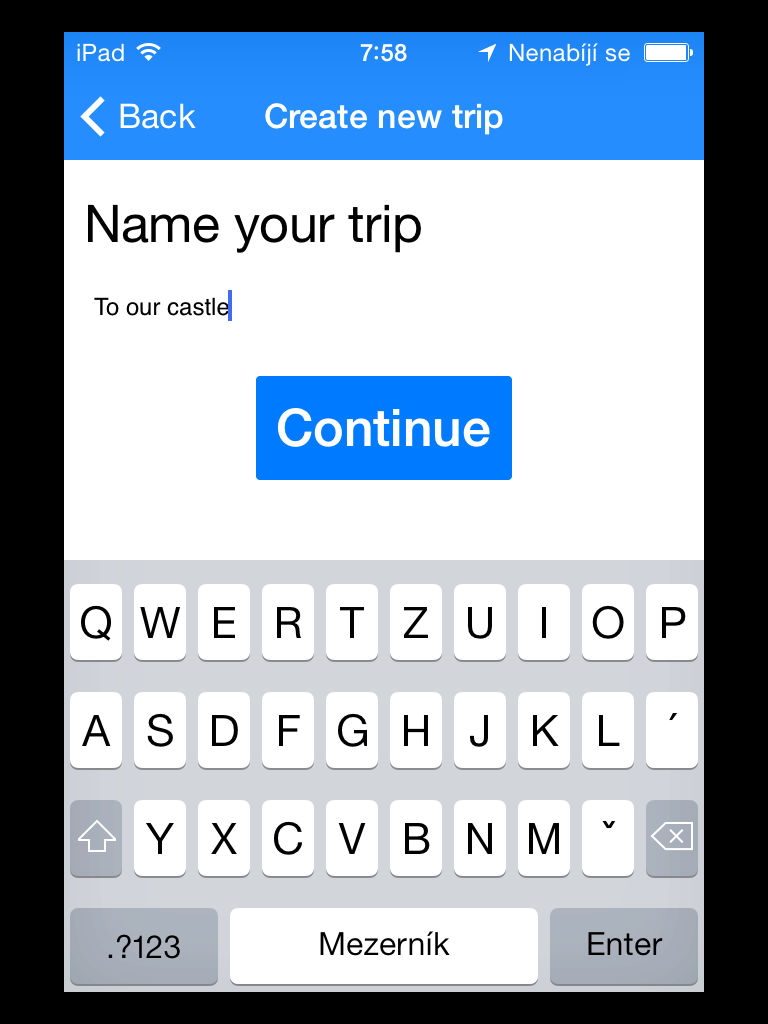 iPad 7:58 Nenabíjí se
Back Create new trip
Name your trip
To our castle
Continue
Q W E R T Z U I O P
A S D F G H J K L ´
Y X C V B N M ˇ
.?123 Mezerník Enter